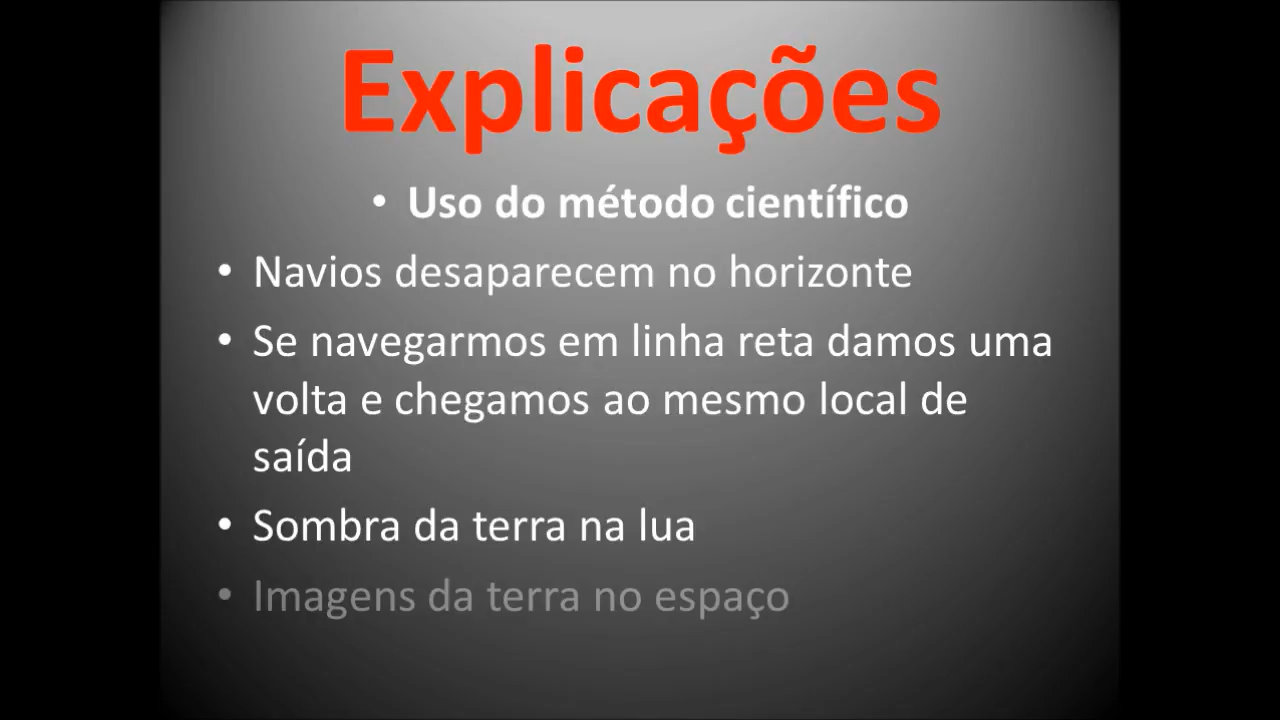 Explicações
• Uso do método científico
• Navios desaparecem no horizonte
• Se navegarmos em linha reta damos uma
volta e chegamos ao mesmo local de
saída
• Sombra da terra na lua
• Imagens da terra no espaço